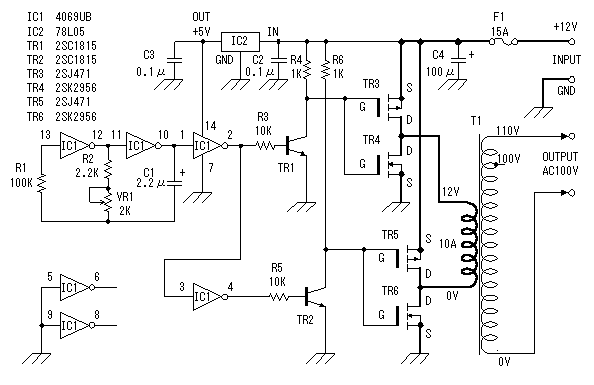 IC1 4069UB
IC2 78L05
TR1 2SC1815
TR2 2SC1815
TR3 2SJ471
TR4 2SK2956
TR5 2SJ471
TR6 2SK2956
OUT
+5V
IC2
IN
GND
C3
0.1μ
C2
0.1μ
R4
1K
R6
1K
C4
100μ
+
F1
15A
+12V
INPUT
GND
TR3
S
G
D
TR4
D
G
S
13
IC1
12
11
IC1
10
1
14
IC1
2
7
R3
10K
TR1
R1
100K
R2
2.2K
VR1
2K
C1
2.2μ
+
T1
110V
100V
OUTPUT
AC100V
12V
10A
0V
0V
TR5
S
G
D
TR6
D
G
S
3
IC1
4
R5
10K
TR2
5
IC1
6
9
IC1
8